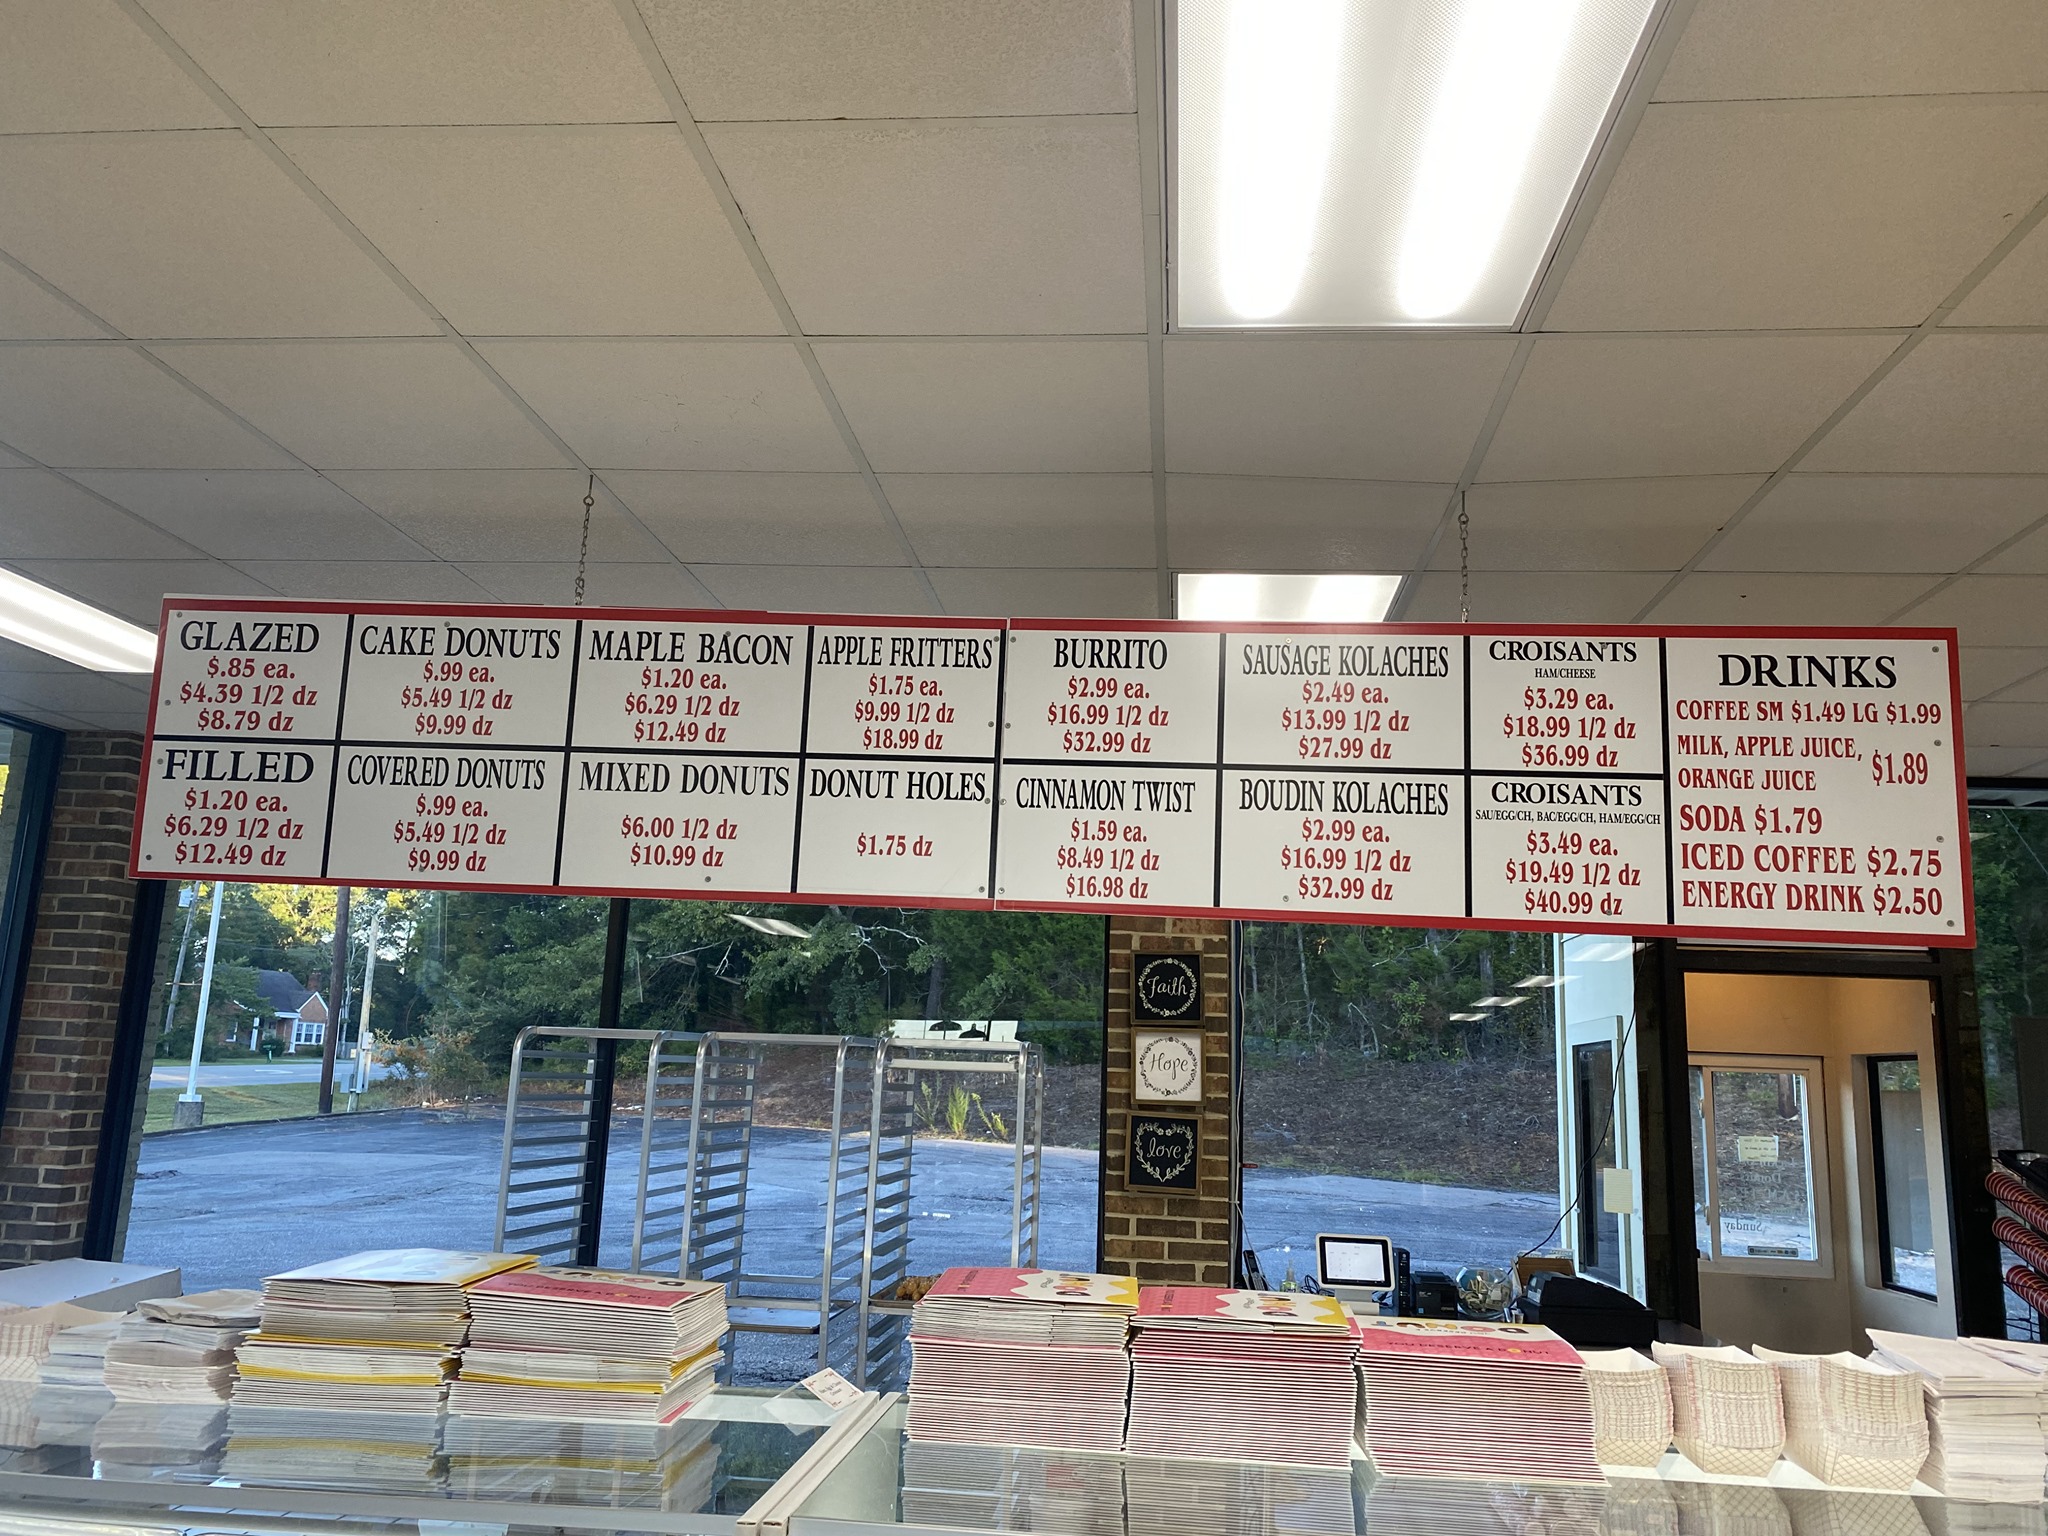 GLAZED
$.85 ea.
$4.39 1/2 dz
$8.79 dz
CAKE DONUTS
$.99 ea.
$5.49 1/2 dz
$9.99 dz
MAPLE BACON
$1.20 ea.
$6.29 1/2 dz
$12.49 dz
APPLE FRITTERS
$1.75 ea.
$9.99 1/2 dz
$18.99 dz
BURRITO
$2.99 ea.
$16.99 1/2 dz
$32.99 dz
SAUSAGE KOLACHES
$2.49 ea.
$13.99 1/2 dz
$27.99 dz
CROISANTS
HAM/CHEESE
$3.29 ea.
$18.99 1/2 dz
$36.99 dz
FILLED
$1.20 ea.
$6.29 1/2 dz
$12.49 dz
COVERED DONUTS
$.99 ea.
$5.49 1/2 dz
$9.99 dz
MIXED DONUTS
$6.00 1/2 dz
$10.99 dz
DONUT HOLES
$1.75 dz
CINNAMON TWIST
$1.59 ea.
$8.49 1/2 dz
$16.98 dz
BOUDIN KOLACHES
$2.99 ea.
$16.99 1/2 dz
$32.99 dz
CROISANTS
SAU/EGG/CH, BAC/EGG/CH, HAM/EGG/CH
$3.49 ea.
$19.49 1/2 dz
$40.99 dz
DRINKS
COFFEE SM $1.49 LG $1.99
MILK, APPLE JUICE,
ORANGE JUICE $1.89
SODA $1.79
ICED COFFEE $2.75
ENERGY DRINK $2.50
Faith
Hope
love
Sunday
DONUT
YOU DESERVE A DONUT